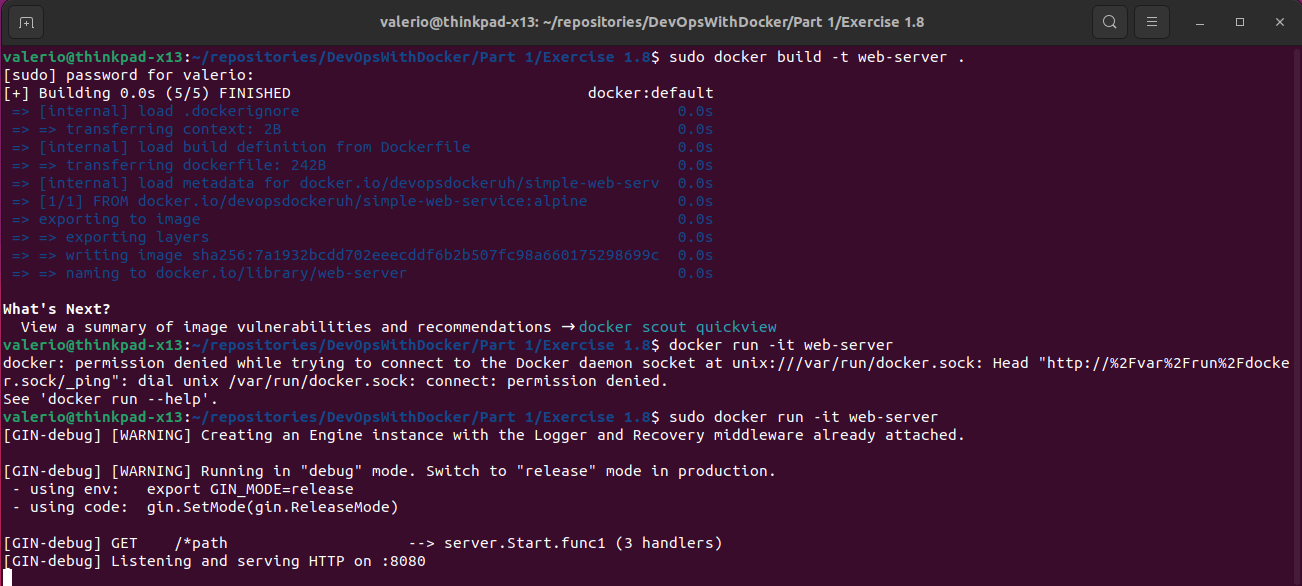 valerio@thinkpad-x13: ~/repositories/DevOpsWithDocker/Part 1/Exercise 1.8
valerio@thinkpad-x13:~/repositories/DevOpsWithDocker/Part 1/Exercise 1.8$ sudo docker build -t web-server .
[sudo] password for valerio:
[+] Building 0.0s (5/5) FINISHED docker:default
=> [internal] load .dockerignore 0.0s
=> => transferring context: 2B 0.0s
=> [internal] load build definition from Dockerfile 0.0s
=> => transferring dockerfile: 242B 0.0s
=> [internal] load metadata for docker.io/devopsdockeruh/simple-web-serv 0.0s
=> [1/1] FROM docker.io/devopsdockeruh/simple-web-service:alpine 0.0s
=> exporting to image 0.0s
=> => exporting layers 0.0s
=> => writing image sha256:7a1932bcdd702eeecddf6b2b507fc98a660175298699c 0.0s
=> => naming to docker.io/library/web-server 0.0s
What's Next?
View a summary of image vulnerabilities and recommendations → docker scout quickview
valerio@thinkpad-x13:~/repositories/DevOpsWithDocker/Part 1/Exercise 1.8$ docker run -it web-server
docker: permission denied while trying to connect to the Docker daemon socket at unix:///var/run/docker.sock: Head "http://%2Fvar%2Frun%2Fdocke
r.sock/_ping": dial unix /var/run/docker.sock: connect: permission denied.
See 'docker run --help'.
valerio@thinkpad-x13:~/repositories/DevOpsWithDocker/Part 1/Exercise 1.8$ sudo docker run -it web-server
[GIN-debug] [WARNING] Creating an Engine instance with the Logger and Recovery middleware already attached.
[GIN-debug] [WARNING] Running in "debug" mode. Switch to "release" mode in production.
- using env: export GIN_MODE=release
- using code: gin.SetMode(gin.ReleaseMode)
[GIN-debug] GET /*path --> server.Start.func1 (3 handlers)
[GIN-debug] Listening and serving HTTP on :8080